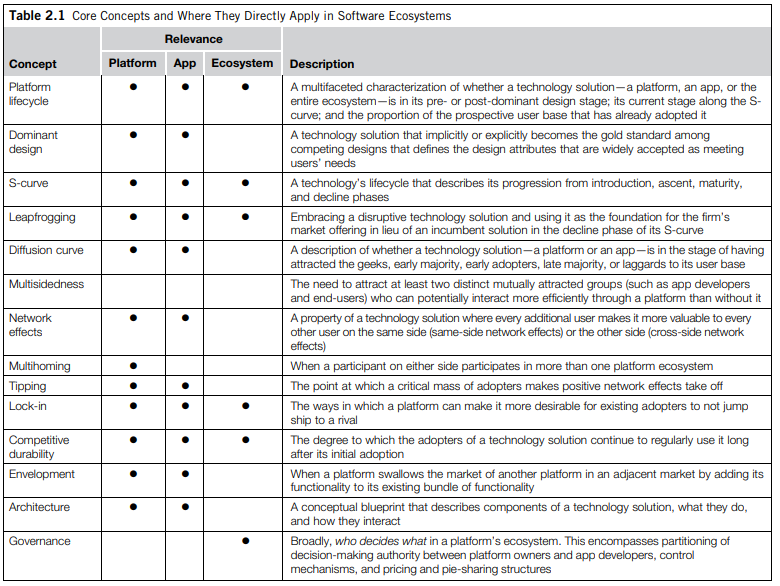 Table 2.1 Core Concepts and Where They Directly Apply in Software Ecosystems
Relevance
Concept Platform App Ecosystem Description
Platform lifecycle ● ● ● A multifaceted characterization of whether a technology solution—a platform, an app, or the
entire ecosystem—is in its pre- or post-dominant design stage; its current stage along the S-
curve; and the proportion of the prospective user base that has already adopted it
Dominant design ● ● A technology solution that implicitly or explicitly becomes the gold standard among
competing designs that defines the design attributes that are widely accepted as meeting
users' needs
S-curve ● ● ● A technology's lifecycle that describes its progression from introduction, ascent, maturity,
and decline phases
Leapfrogging ● ● ● Embracing a disruptive technology solution and using it as the foundation for the firm's
market offering in lieu of an incumbent solution in the decline phase of its S-curve
Diffusion curve ● ● A description of whether a technology solution—a platform or an app—is in the stage of having
attracted the geeks, early majority, early adopters, late majority, or laggards to its user base
Multisidedness The need to attract at least two distinct mutually attracted groups (such as app developers
and end-users) who can potentially interact more efficiently through a platform than without it
Network effects ● ● A property of a technology solution where every additional user makes it more valuable to every
other user on the same side (same-side network effects) or the other side (cross-side network
effects)
Multihoming ● When a participant on either side participates in more than one platform ecosystem
Tipping ● ● The point at which a critical mass of adopters makes positive network effects take off
Lock-in ● ● ● The ways in which a platform can make it more desirable for existing adopters to not jump
ship to a rival
Competitive durability ● ● ● The degree to which the adopters of a technology solution continue to regularly use it long
after its initial adoption
Envelopment ● ● When a platform swallows the market of another platform in an adjacent market by adding its
functionality to its existing bundle of functionality
Architecture ● ● A conceptual blueprint that describes components of a technology solution, what they do,
and how they interact
Governance ● Broadly, who decides what in a platform's ecosystem. This encompasses partitioning of
decision-making authority between platform owners and app developers, control
mechanisms, and pricing and pie-sharing structures